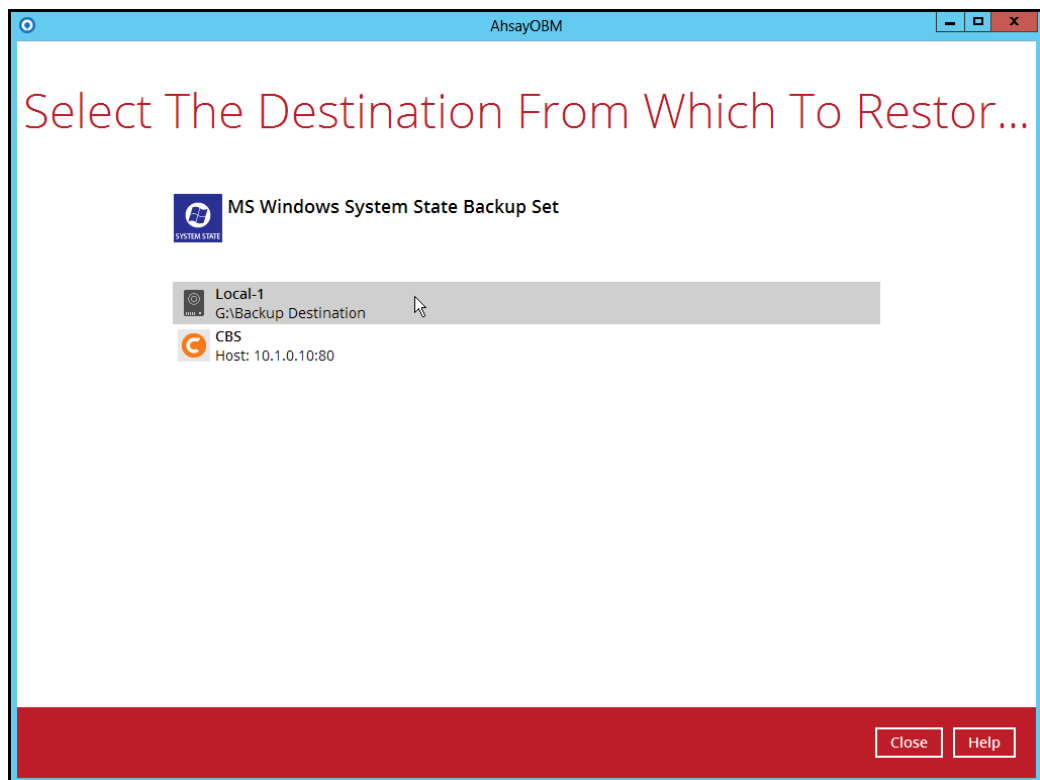 AhsayOBM
Select The Destination From Which To Restor...
MS Windows System State Backup Set
SYSTEM STATE
Local-1
G:\Backup Destination
CBS
Host: 10.1.0.10:80
Close Help